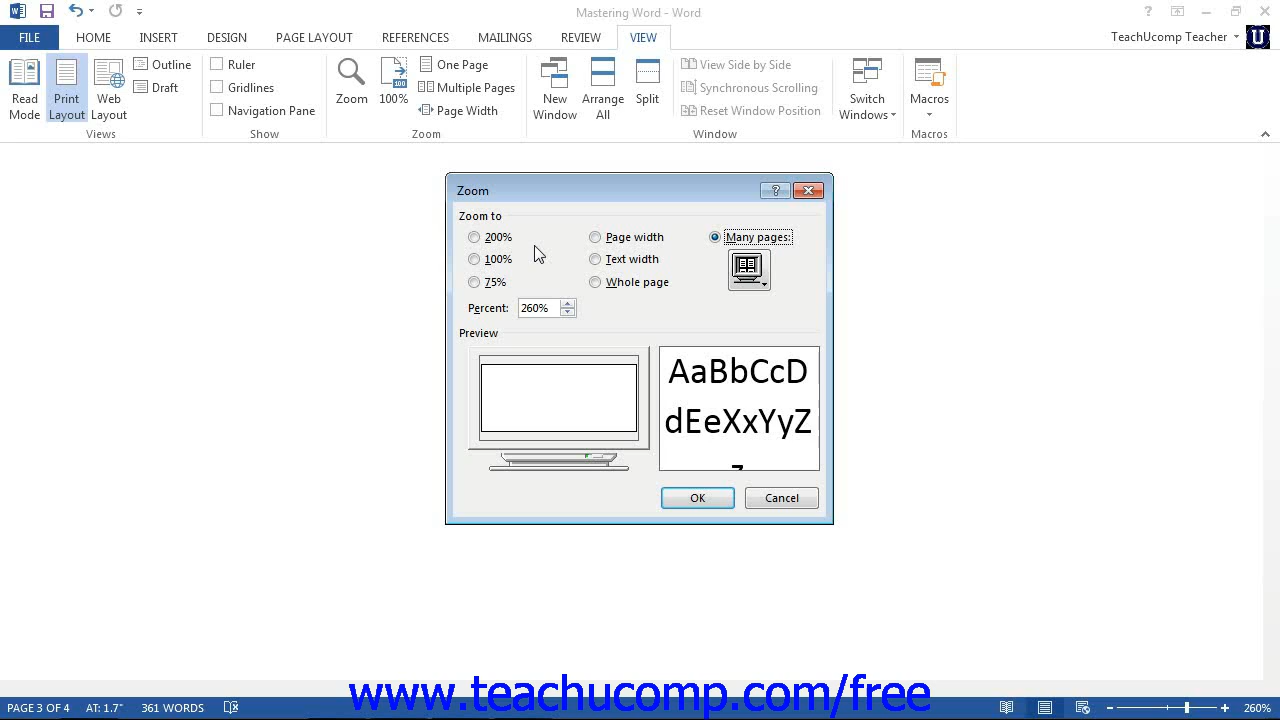 Mastering Word - Word
FILE HOME INSERT DESIGN PAGE LAYOUT REFERENCES MAILINGS REVIEW VIEW TeachUcomp Teacher U
Read Mode
Print Layout
Web Layout
Outline
Draft
Views
Ruler
Gridlines
Navigation Pane
Show
Zoom
100
100%
One Page
Multiple Pages
Page Width
Zoom
New Window
Arrange All
Split
View Side by Side
Synchronous Scrolling
Reset Window Position
Window
Switch Windows
Macros
Macros
Zoom
Zoom to
200% Page width Many pages:
100% Text width
75% Whole page
Percent: 260%
Preview
AaBbCcD
dEeXxYyZ
OK Cancel
www.teachucomp.com/free
PAGE 3 OF 4 AT: 1.7" 361 WORDS 260%